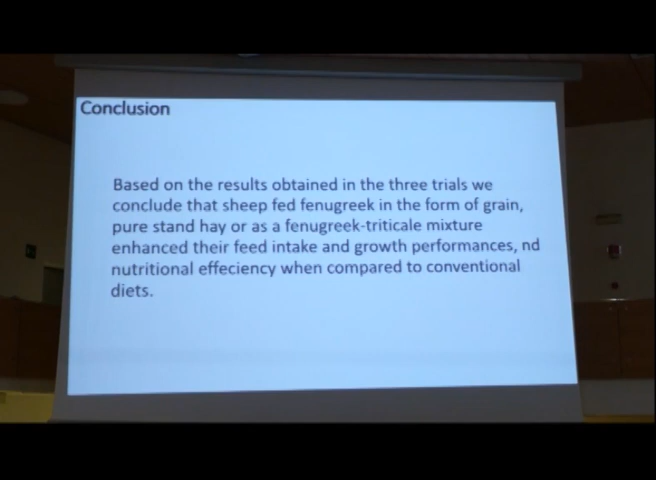 Conclusion
Based on the results obtained in the three trials we
conclude that sheep fed fenugreek in the form of grain,
pure stand hay or as a fenugreek-triticale mixture
enhanced their feed intake and growth performances, nd
nutritional effeciency when compared to conventional
diets.